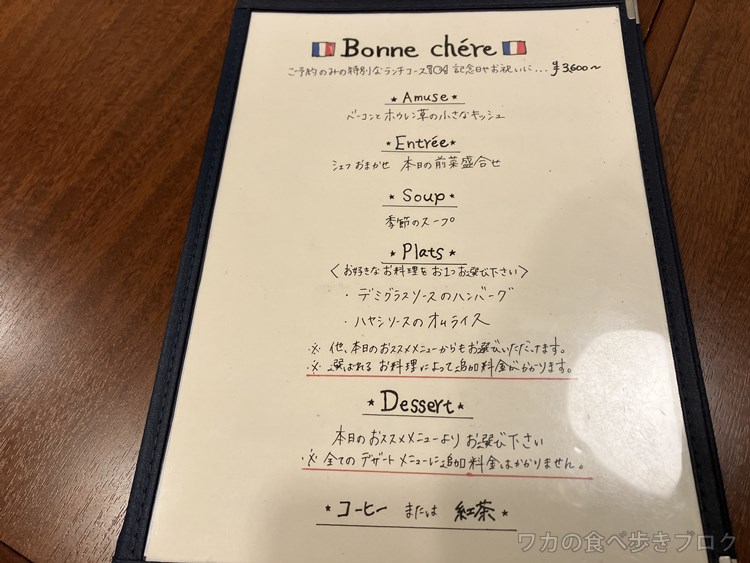 Bonne chére
ご予約のみの特別なランチコース 記念日やお祝いに... ¥3,600〜
★ Amuse ★
ベーコンとホウレン草の小さなキッシュ
★ Entrée ★
シェフおまかせ 本日の前菜盛合せ
★ Soup ★
季節のスープ
★ Plats ★
〈お好きなお料理をお1つお選び下さい〉
・デミグラスソースのハンバーグ
・ハヤシソースのオムライス
※ 他、本日のおススメメニューからもお選びいただけます。
※ 選ばれるお料理によって追加料金がかかります。
★ Dessert ★
本日のおススメメニューよりお選び下さい
※ 全てのデザートメニューに追加料金はかかりません。
★ コーヒー または 紅茶 ★
ワカの食べ歩きブログ